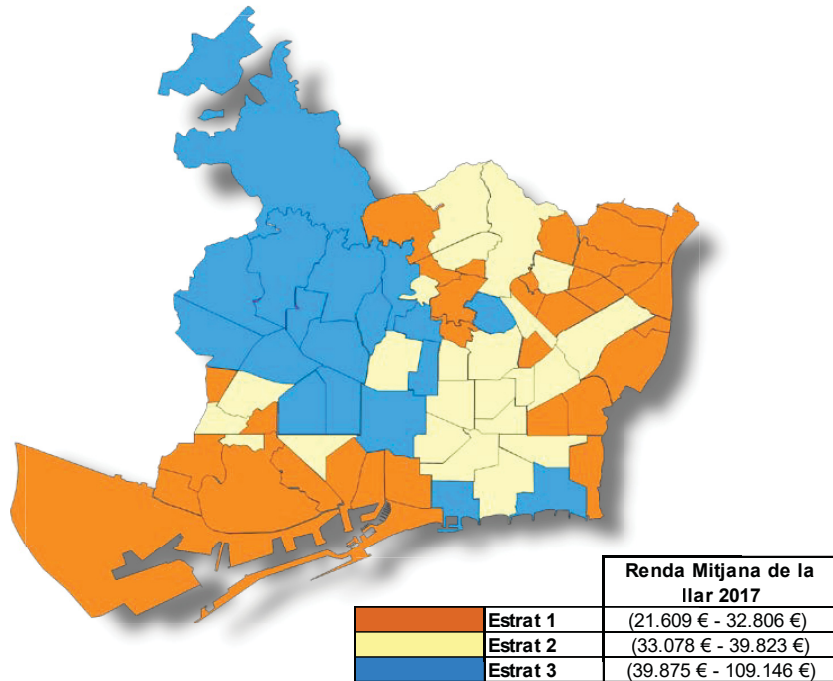 Renda Mitjana de la
llar 2017
Estrat 1 (21.609 € - 32.806 €)
Estrat 2 (33.078 € - 39.823 €)
Estrat 3 (39.875 € - 109.146 €)